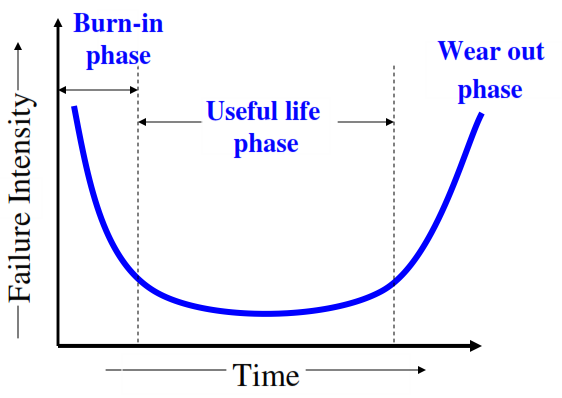 Burn-in
phase
Wear out
phase
Useful life
phase
Failure Intensity
Time